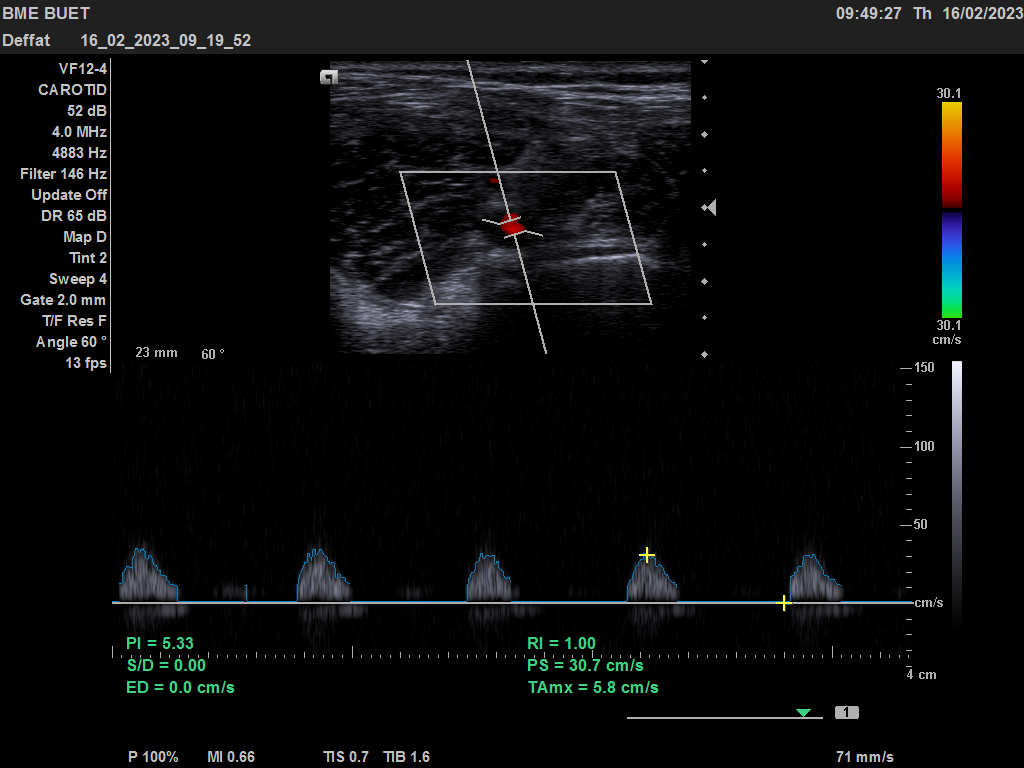 BME BUET 09:49:27 Th 16/02/2023
Deffat 16_02_2023_09_19_52
VF12-4
CAROTID
52 dB
4.0 MHz
4883 Hz
Filter 146 Hz
Update Off
DR 65 dB
Map D
Tint 2
Sweep 4
Gate 2.0 mm
T/F Res F
Angle 60 °
13 fps
23 mm 60 °
30.1
30.1
cm/s
150
100
50
cm/s
4 cm
PI = 5.33 RI = 1.00
S/D = 0.00 PS = 30.7 cm/s
ED = 0.0 cm/s TAmx = 5.8 cm/s
1
P 100% MI 0.66 TIS 0.7 TIB 1.6 71 mm/s